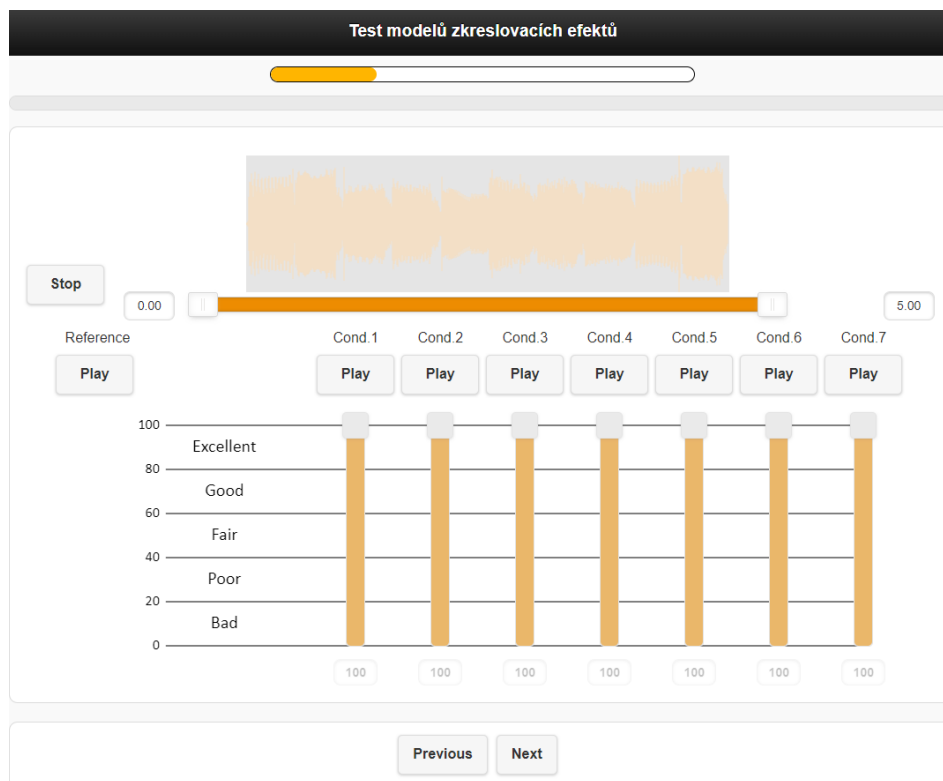 Test modelů zkreslovacích efektů
Stop
0.00 5.00
Reference Cond.1 Cond.2 Cond.3 Cond.4 Cond.5 Cond.6 Cond.7
Play Play Play Play Play Play Play Play
100
Excellent
80
Good
60
Fair
40
Poor
20
Bad
0
100 100 100 100 100 100 100
Previous Next